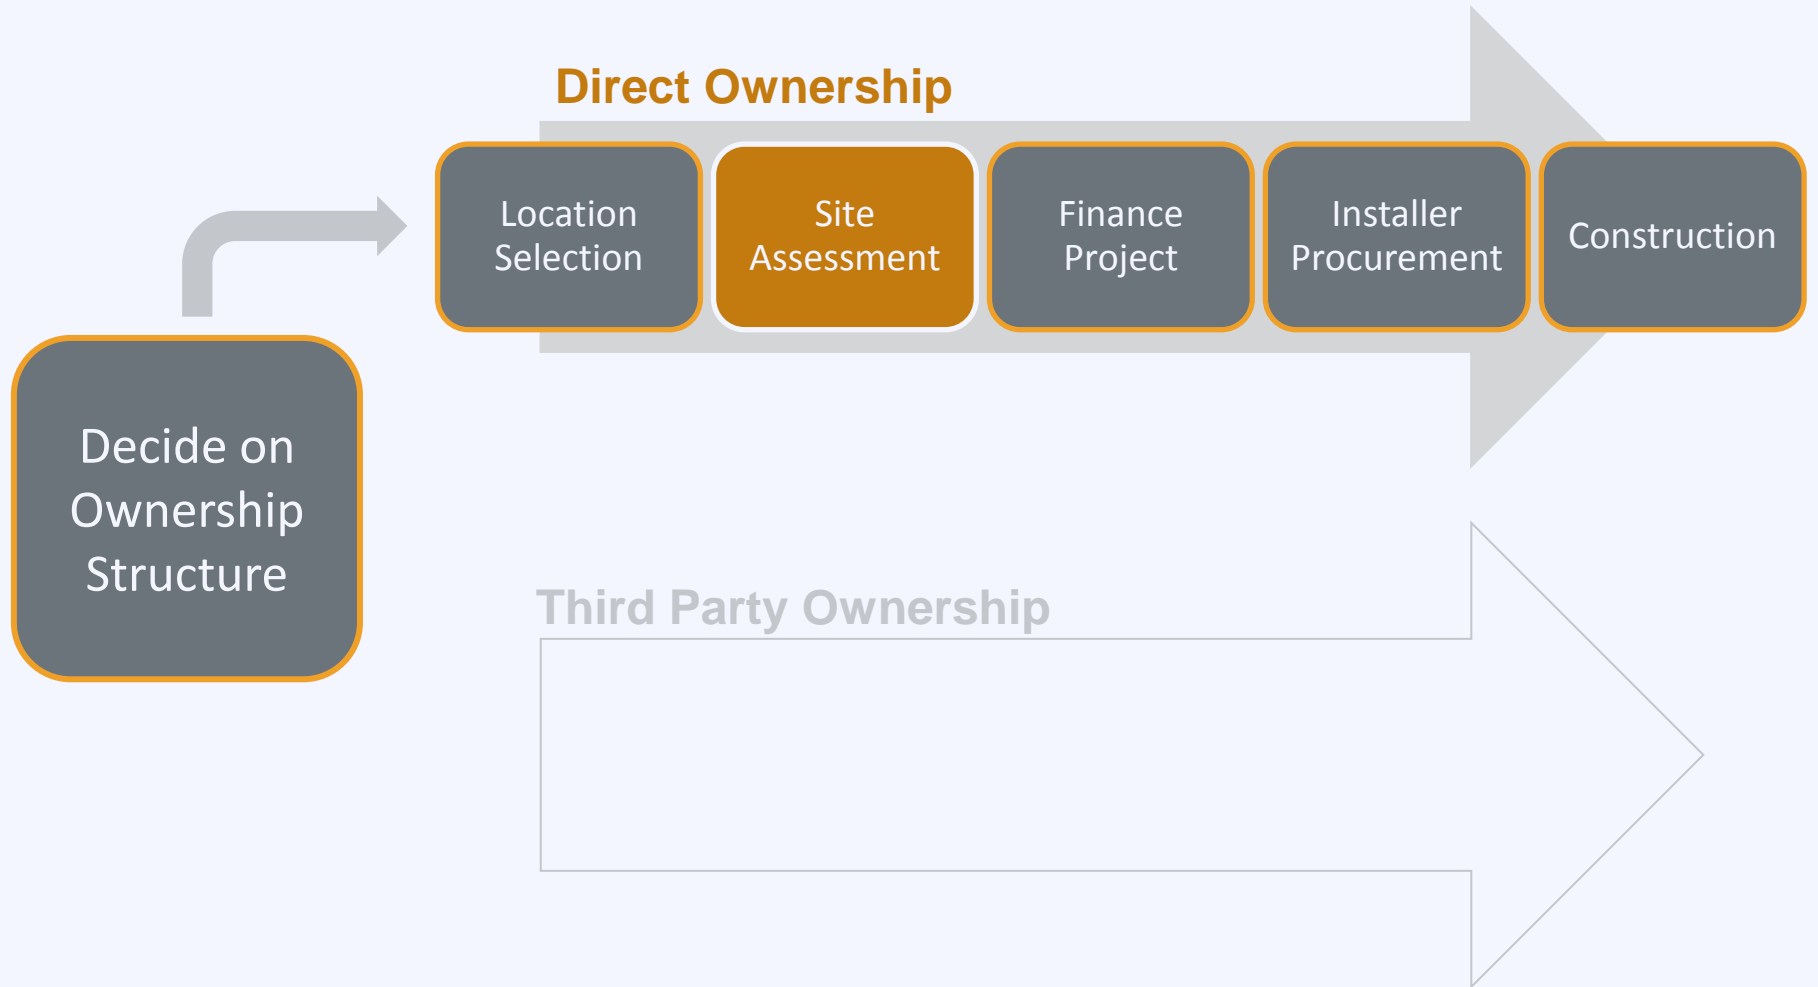 Direct Ownership
Location
Selection
Site
Assessment
Finance
Project
Installer
Procurement
Construction
Decide on
Ownership
Structure
Third Party Ownership